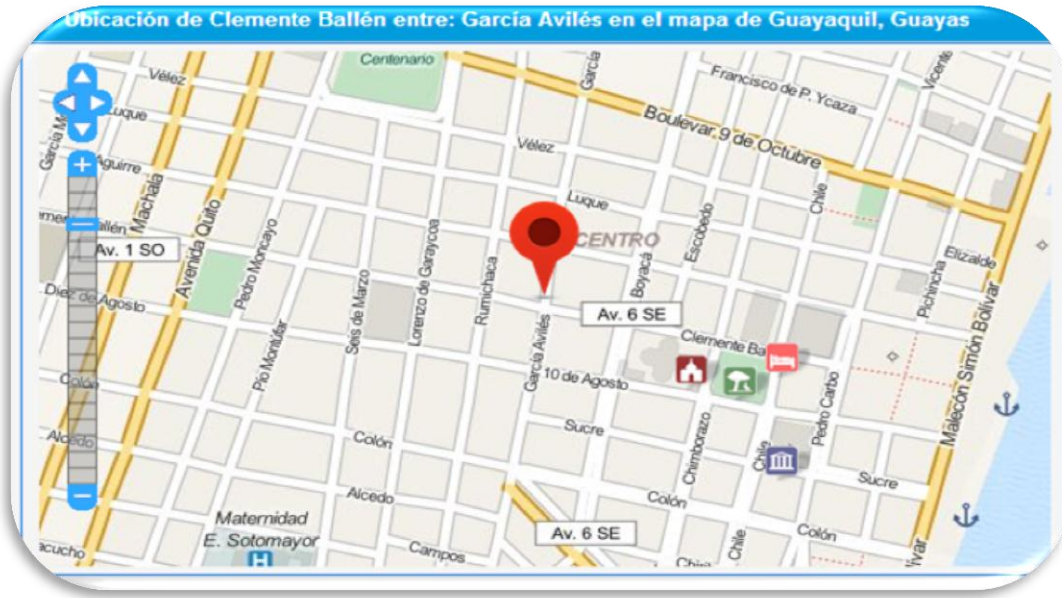 Ubicación de Clemente Ballén entre: García Avilés en el mapa de Guayaquil, Guayas
Centenario
Vélez
García
Francisco de P. Ycaza
Vicente
Luque
García
Boulevar 9 de Octubre
Vélez
Aguirre
Machala
Luque
Chile
Avenida Quito
Pedro Moncayo
Lorenzo de Garaycoa
CENTRO
Escobedo
Av. 1 SO
Elizalde
Boyacá
Pichincha
Rumichaca
Seis de Marzo
Diez de Agosto
Av. 6 SE
Malecón Simón Bolívar
Pío Montúfar
García Avilés
Clemente Ba
10 de Agosto
Colón
Pedro Carbo
Sucre
Alcedo
Colón
Chimborazo
Chile
Sucre
Alcedo
Colón
Colón
Maternidad
E. Sotomayor
H
Av. 6 SE
Campos
Chile